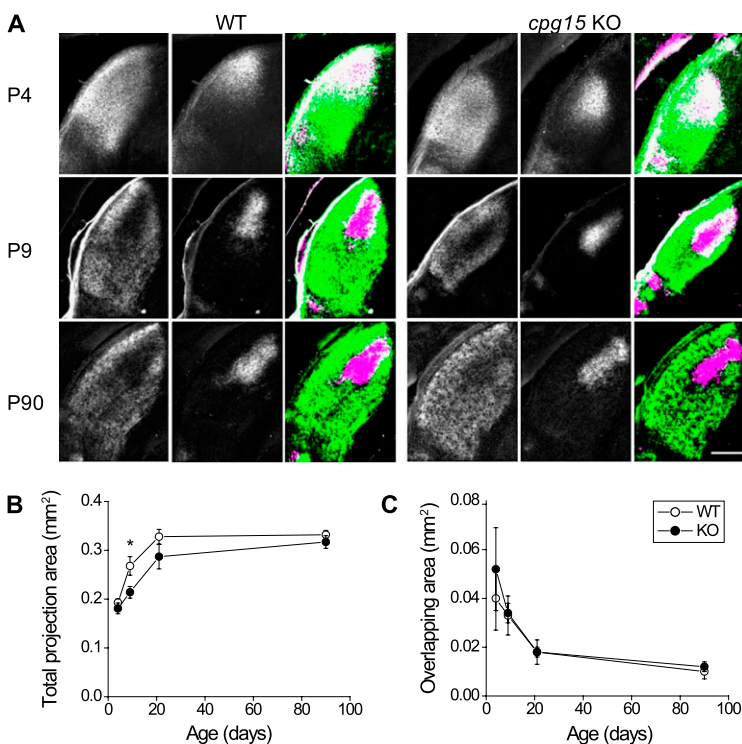 A
WT
cpg15 KO
P4
P9
P90
B
Total projection area (mm²)
0.4
0.3
0.2
0.1
0.0
*
0
20
40
60
80
100
Age (days)
C
Overlapping area (mm²)
0.08
0.06
0.04
0.02
0.00
WT
KO
0
20
40
60
80
100
Age (days)